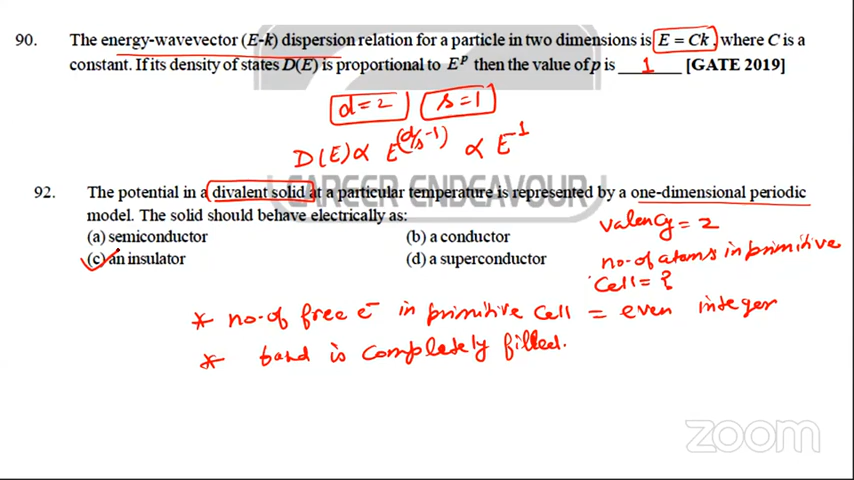 90. The energy-wavevector (E-k) dispersion relation for a particle in two dimensions is E = Ck, where C is a
constant. If its density of states D(E) is proportional to E^p then the value of p is 1 [GATE 2019]
d=2 s=1
D(E) ∝ E^(d/s -1) ∝ E^1
CAREER ENDEAVOUR
92. The potential in a divalent solid at a particular temperature is represented by a one-dimensional periodic
model. The solid should behave electrically as:
valency = 2
(a) semiconductor (b) a conductor
no. of atoms in primitive
(c) an insulator (d) a superconductor
cell = ?
* no. of free e⁻ in primitive cell = even integer
* band is completely filled.
zoom